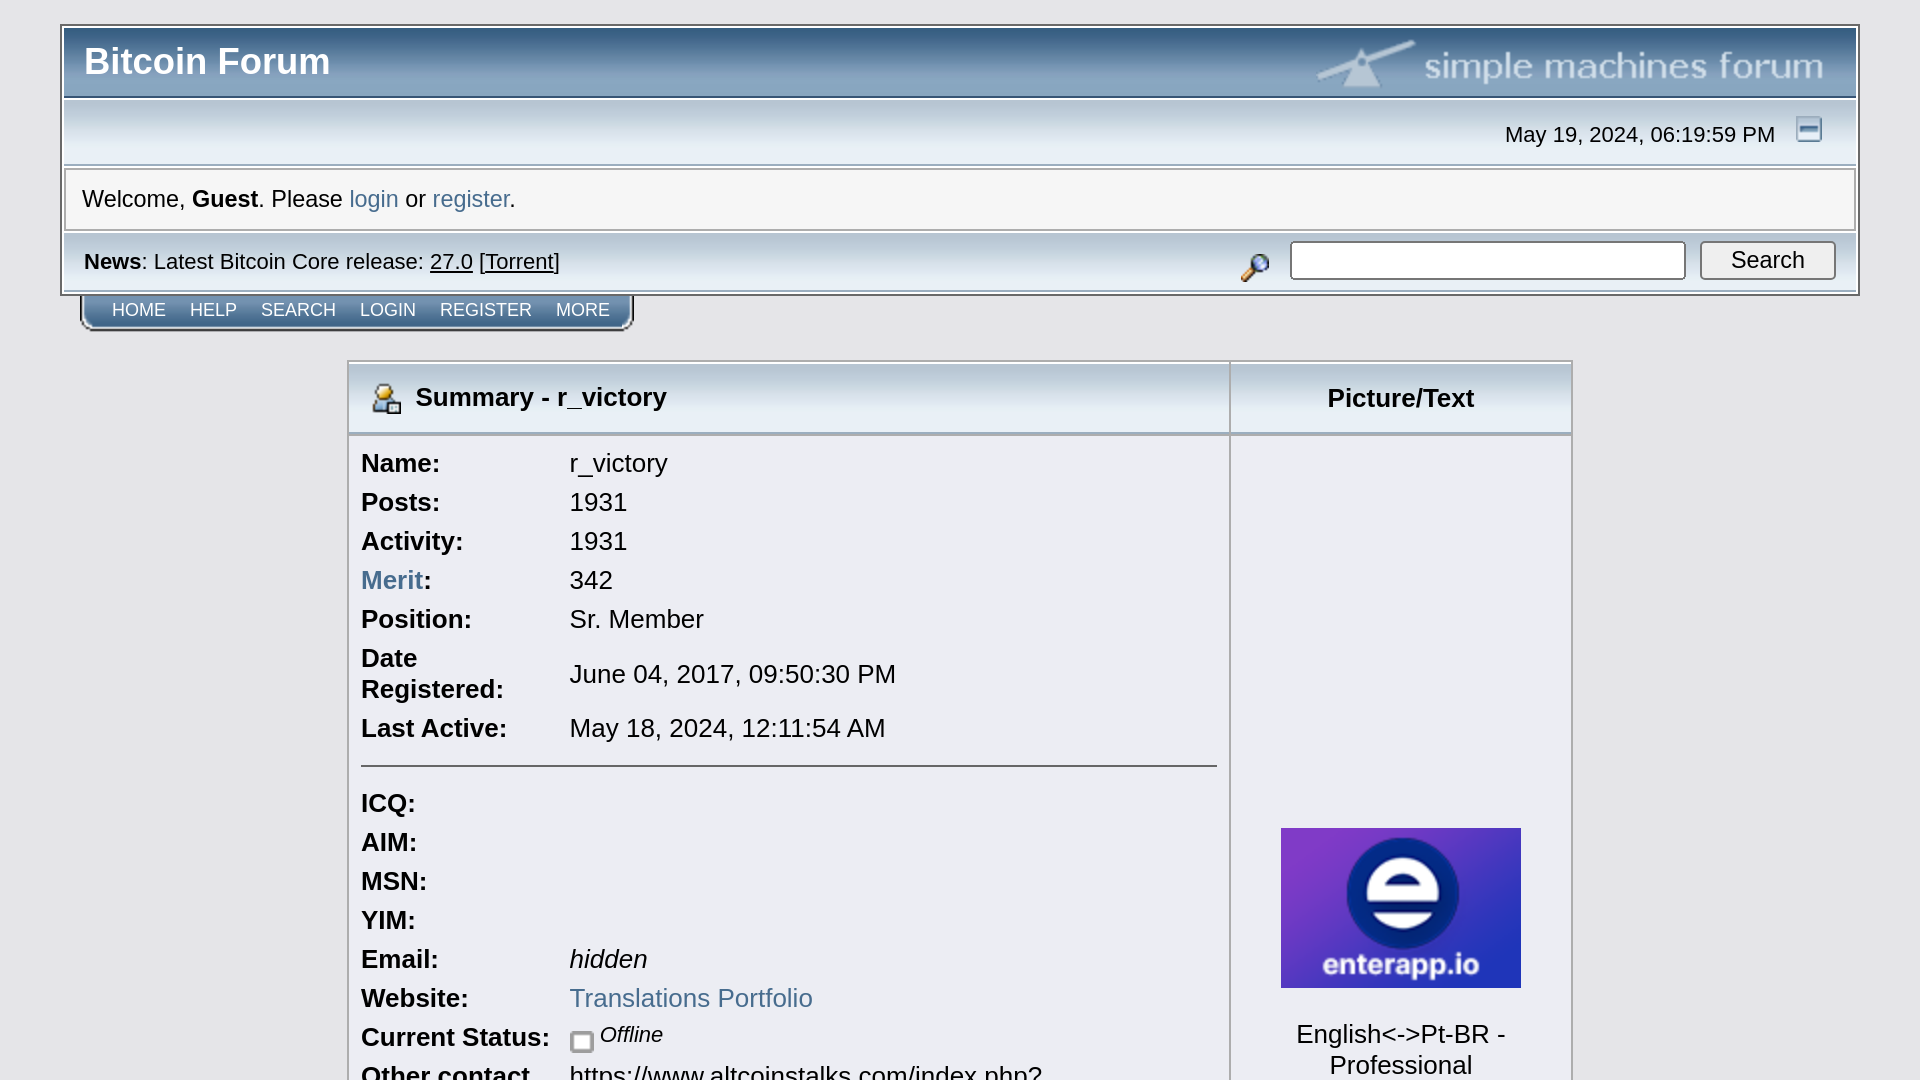 Bitcoin Forum
simple machines forum
May 19, 2024, 06:19:59 PM
Welcome, Guest. Please login or register.
News: Latest Bitcoin Core release: 27.0 [Torrent]
Search
HOME HELP SEARCH LOGIN REGISTER MORE
Summary - r_victory
Picture/Text
Name: r_victory
Posts: 1931
Activity: 1931
Merit: 342
Position: Sr. Member
Date
Registered: June 04, 2017, 09:50:30 PM
Last Active: May 18, 2024, 12:11:54 AM
ICQ:
AIM:
MSN:
YIM:
Email: hidden
Website: Translations Portfolio
Current Status: Offline
Other contact https://www.altcoinstalks.com/index.php?
enterapp.io
English<->Pt-BR -
Professional